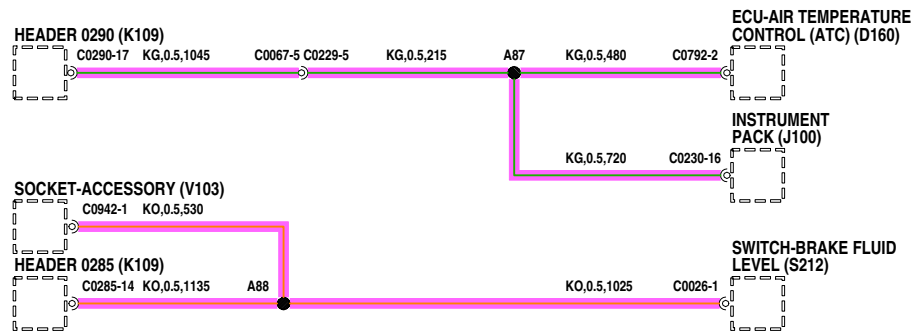 HEADER 0290 (K109)
C0290-17 KG,0.5,1045 C0067-5 C0229-5 KG,0.5,215 A87 KG,0.5,480 C0792-2
ECU-AIR TEMPERATURE
CONTROL (ATC) (D160)
INSTRUMENT
PACK (J100)
KG,0.5,720 C0230-16
SOCKET-ACCESSORY (V103)
C0942-1 KO,0.5,530
HEADER 0285 (K109)
C0285-14 KO,0.5,1135 A88 KO,0.5,1025 C0026-1
SWITCH-BRAKE FLUID
LEVEL (S212)